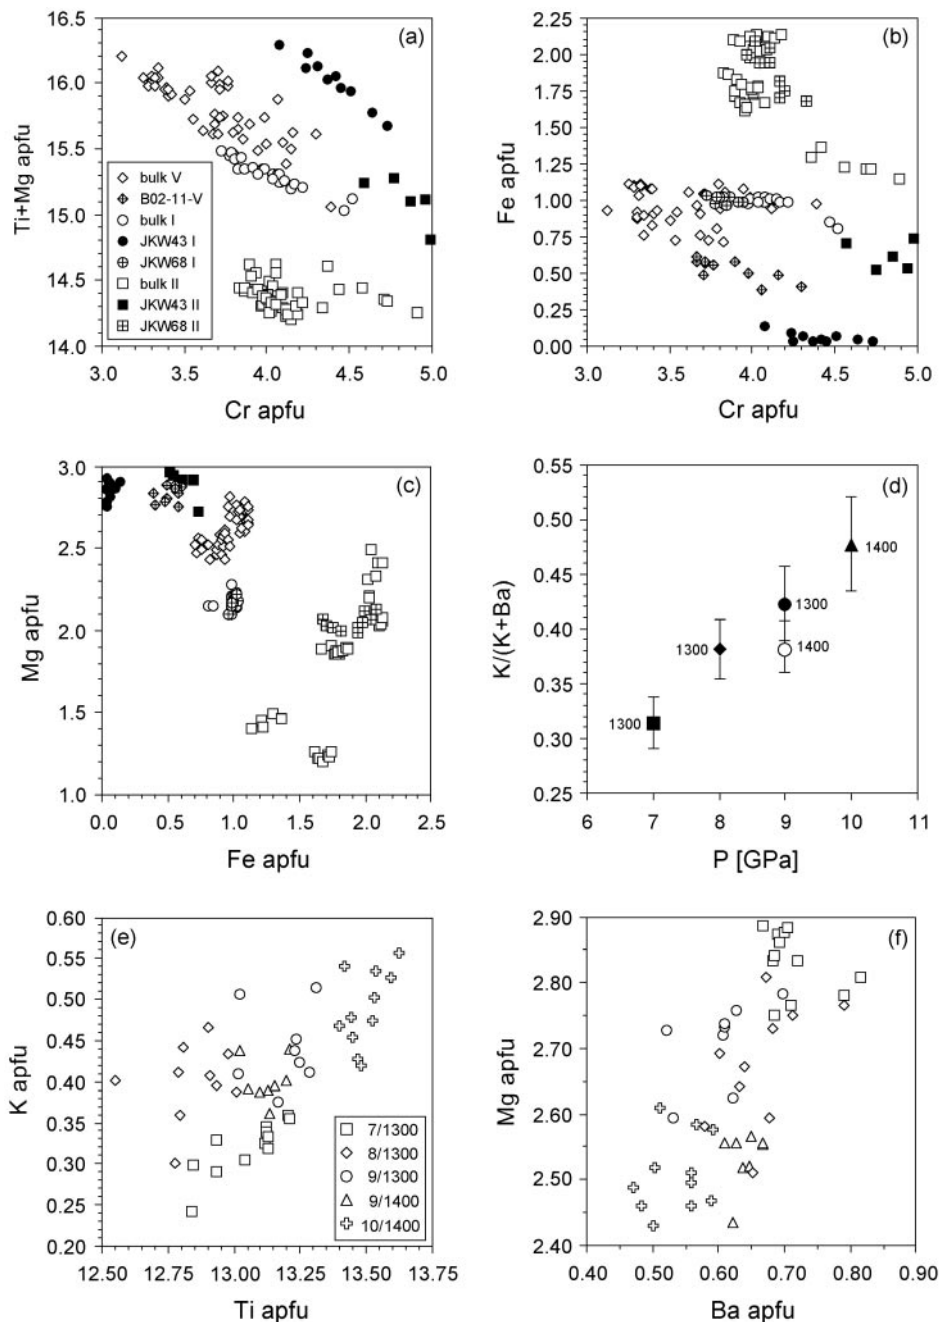 (a)
Ti+Mg apfu
16.5
16.0
15.5
15.0
14.5
14.0
3.0 3.5 4.0 4.5 5.0
Cr apfu
bulk V
B02-11-V
bulk I
JKW43 I
JKW68 I
bulk II
JKW43 II
JKW68 II
(b)
Fe apfu
2.25
2.00
1.75
1.50
1.25
1.00
0.75
0.50
0.25
0.00
3.0 3.5 4.0 4.5 5.0
Cr apfu
(c)
Mg apfu
3.0
2.5
2.0
1.5
1.0
0.0 0.5 1.0 1.5 2.0 2.5
Fe apfu
(d)
K/(K+Ba)
0.55
0.50
0.45
0.40
0.35
0.30
0.25
1400
1300
1300
1400
1300
6 7 8 9 10 11
P [GPa]
(e)
K apfu
0.60
0.55
0.50
0.45
0.40
0.35
0.30
0.25
0.20
7/1300
8/1300
9/1300
9/1400
10/1400
12.50 12.75 13.00 13.25 13.50 13.75
Ti apfu
(f)
Mg apfu
2.90
2.80
2.70
2.60
2.50
2.40
0.40 0.50 0.60 0.70 0.80 0.90
Ba apfu